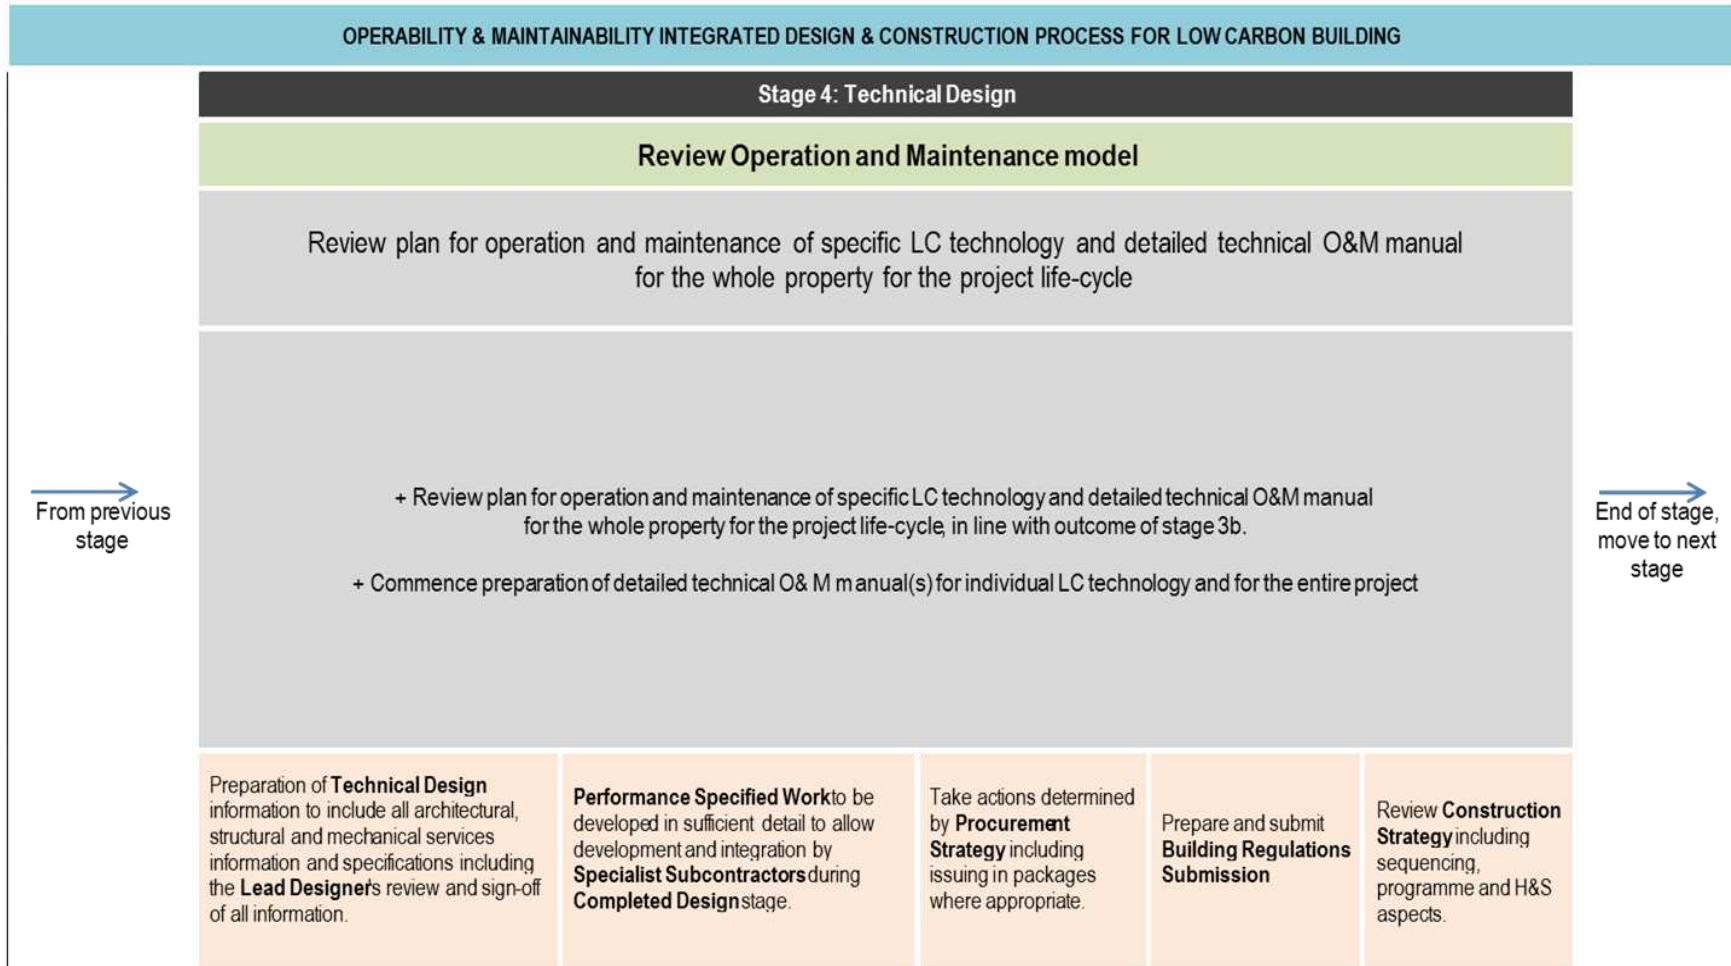 OPERABILITY & MAINTAINABILITY INTEGRATED DESIGN & CONSTRUCTION PROCESS FOR LOW CARBON BUILDING
Stage 4: Technical Design
Review Operation and Maintenance model
Review plan for operation and maintenance of specific LC technology and detailed technical O&M manual
for the whole property for the project life-cycle
From previous
stage
+ Review plan for operation and maintenance of specific LC technology and detailed technical O&M manual
for the whole property for the project life-cycle, in line with outcome of stage 3b.
+ Commence preparation of detailed technical O& M manual(s) for individual LC technology and for the entire project
End of stage,
move to next
stage
Preparation of Technical Design
information to include all architectural,
structural and mechanical services
information and specifications including
the Lead Designer's review and sign-off
of all information.
Performance Specified Work to be
developed in sufficient detail to allow
development and integration by
Specialist Subcontractors during
Completed Design stage.
Take actions determined
by Procurement
Strategy including
issuing in packages
where appropriate.
Prepare and submit
Building Regulations
Submission
Review Construction
Strategy including
sequencing,
programme and H&S
aspects.